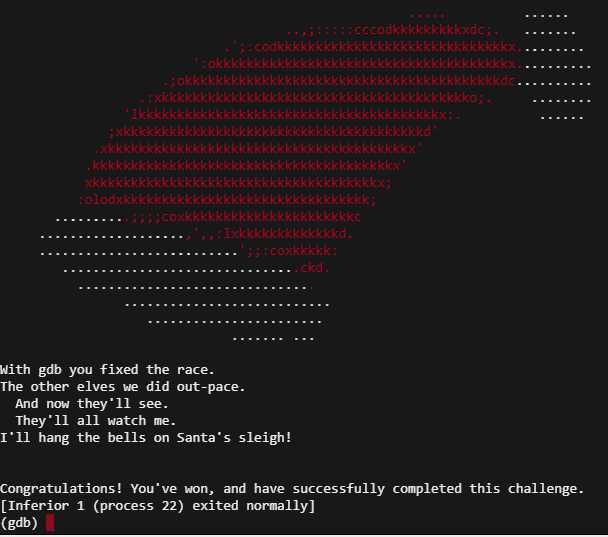 With gdb you fixed the race.
The other elves we did out-pace.
And now they'll see.
They'll all watch me.
I'll hang the bells on Santa's sleigh!
Congratulations! You've won, and have successfully completed this challenge.
[Inferior 1 (process 22) exited normally]
(gdb)